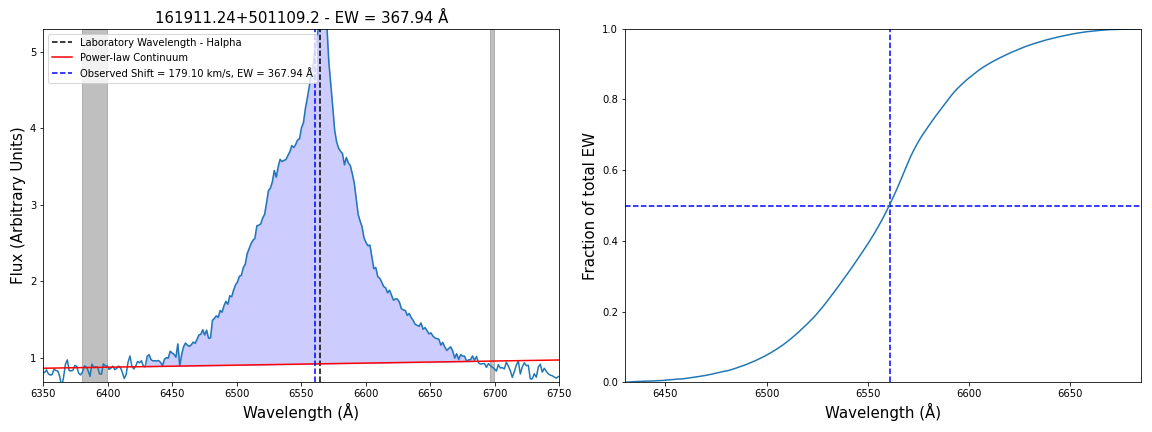 161911.24+501109.2 - EW = 367.94 Å
Laboratory Wavelength - Halpha
Power-law Continuum
Observed Shift = 179.10 km/s, EW = 367.94 Å
Flux (Arbitrary Units)
5
4
3
2
1
6350 6400 6450 6500 6550 6600 6650 6700 6750
Wavelength (Å)
Fraction of total EW
1.0
0.8
0.6
0.4
0.2
0.0
6450 6500 6550 6600 6650
Wavelength (Å)